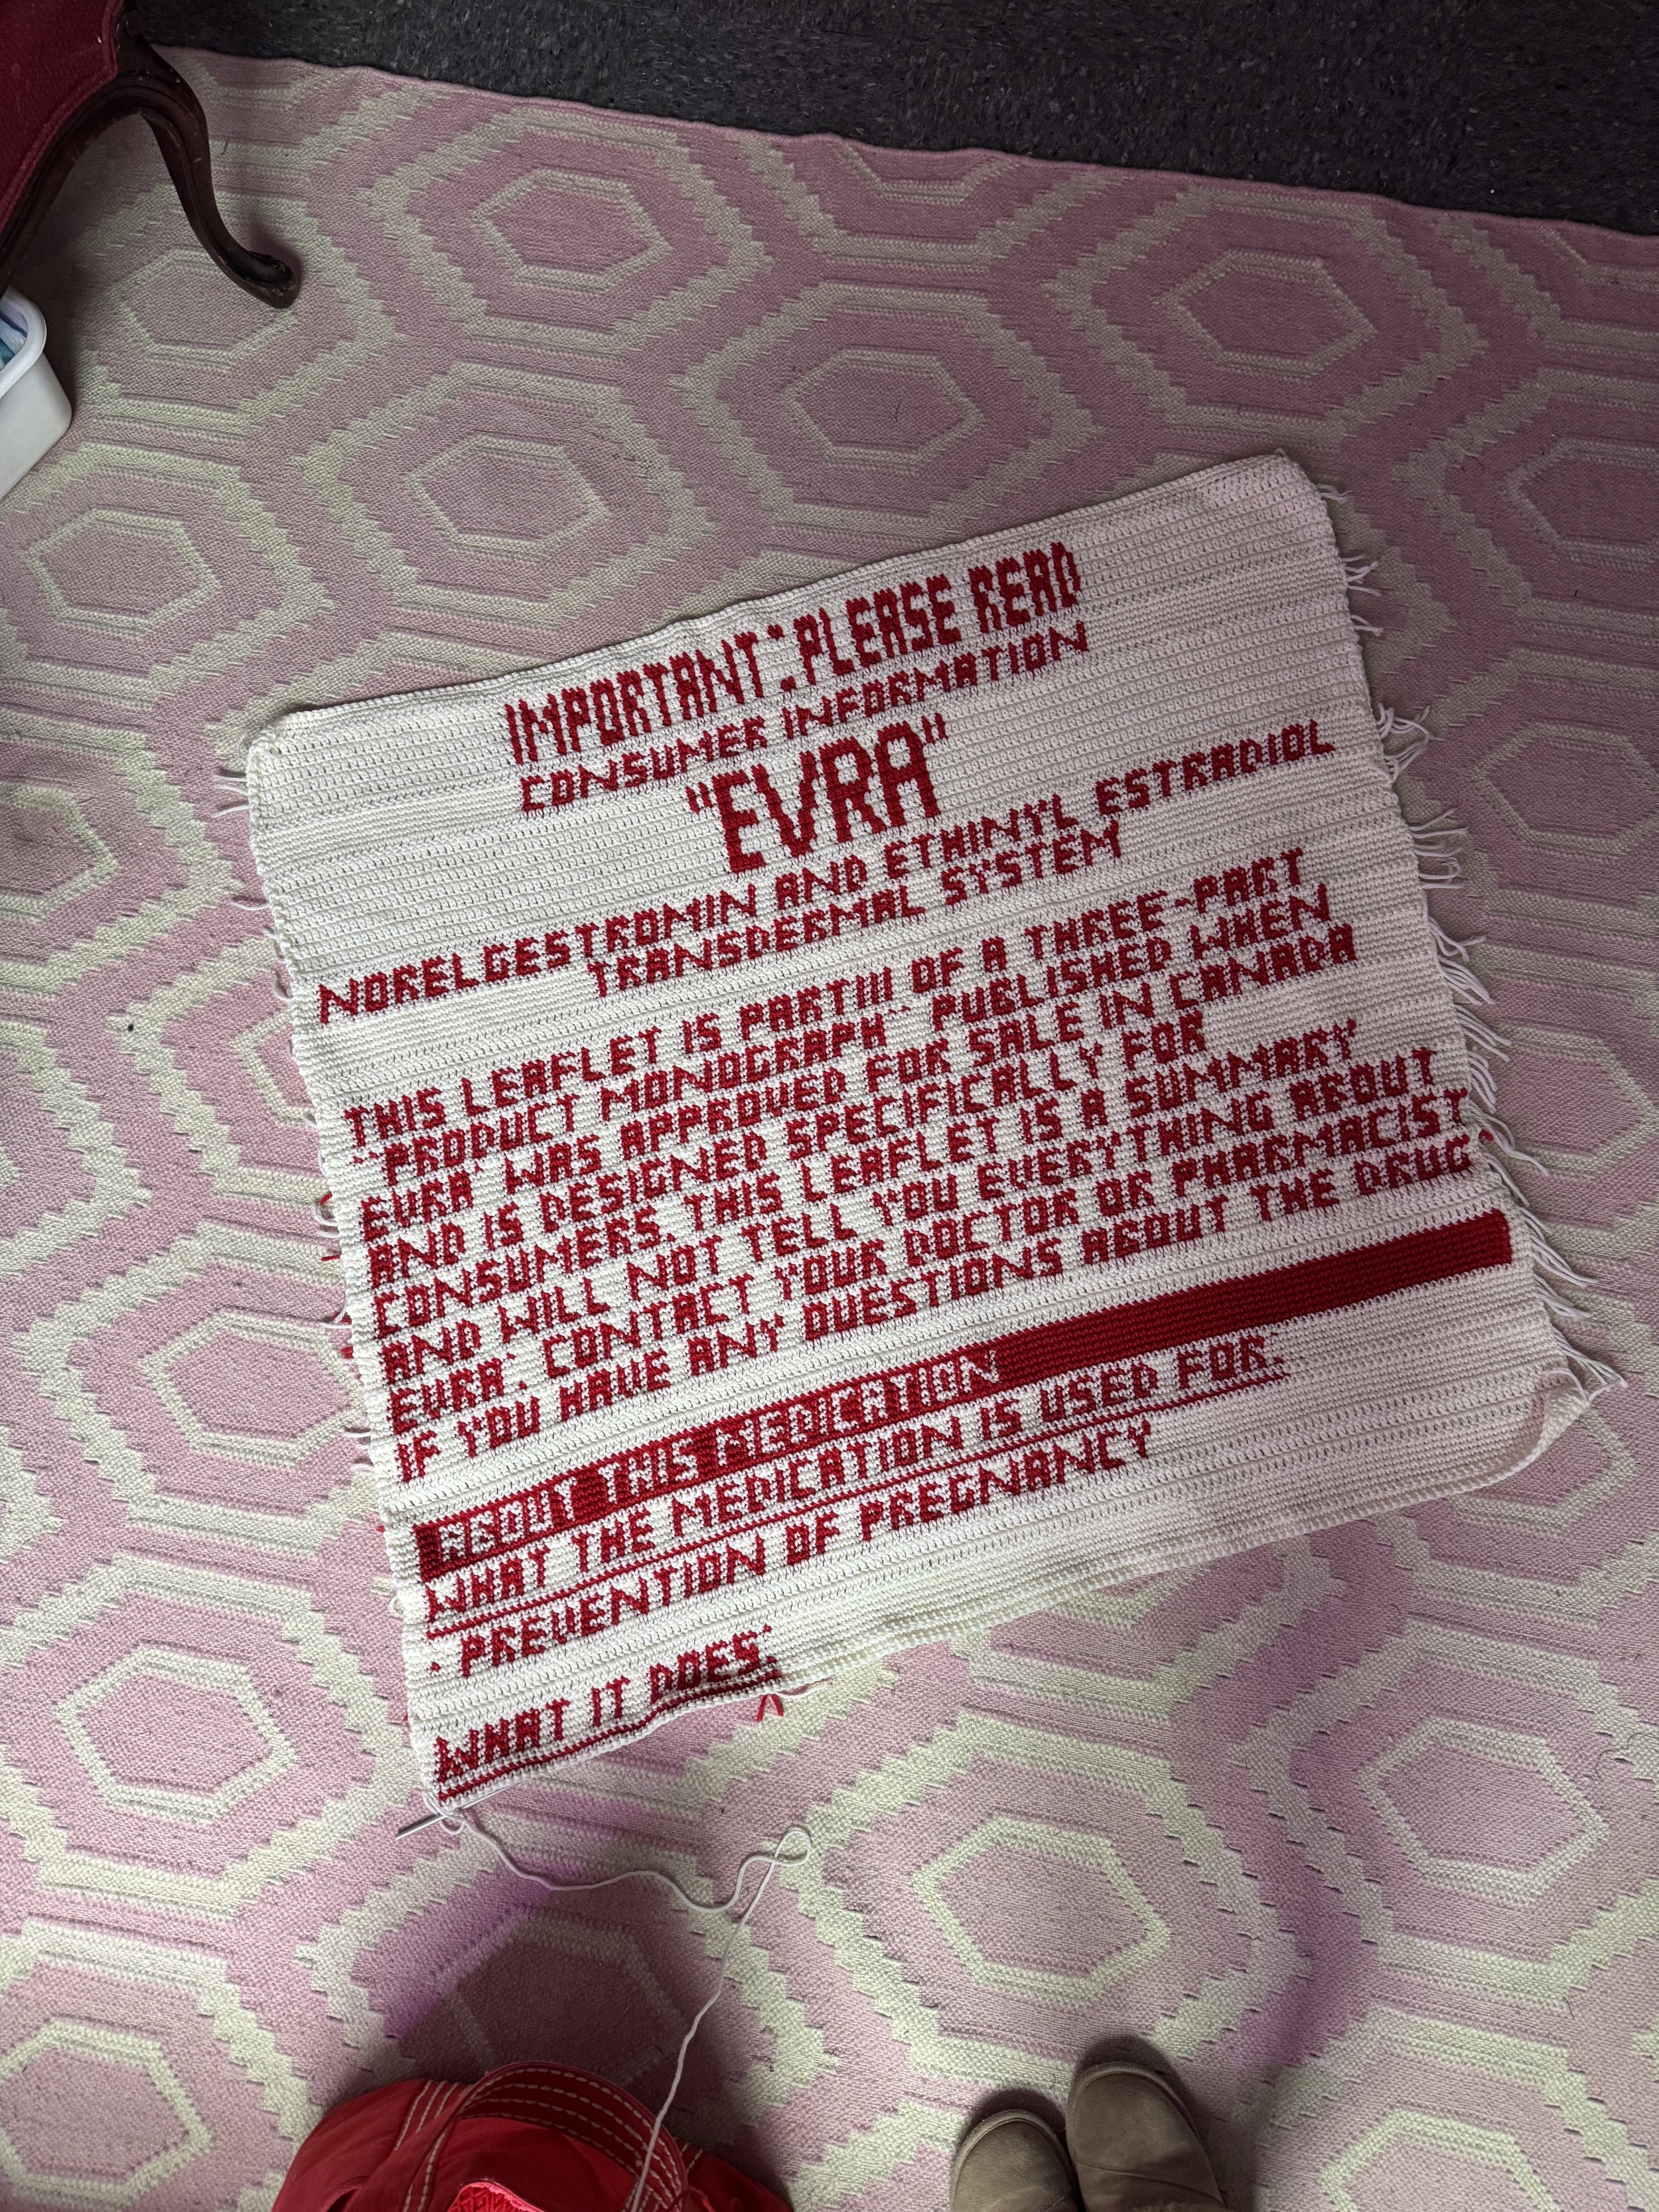 IMPORTANT: PLEASE READ
CONSUMER INFORMATION
"EVRA"
NORELGESTROMIN AND ETHINYL ESTRADIOL
TRANSDERMAL SYSTEM
THIS LEAFLET IS PART III OF A THREE-PART
"PRODUCT MONOGRAPH" PUBLISHED WHEN
EVRA* WAS APPROVED FOR SALE IN CANADA
AND IS DESIGNED SPECIFICALLY FOR
CONSUMERS. THIS LEAFLET IS A SUMMARY
AND WILL NOT TELL YOU EVERYTHING ABOUT
EVRA*. CONTACT YOUR DOCTOR OR PHARMACIST
IF YOU HAVE ANY QUESTIONS ABOUT THE DRUG
ABOUT THIS MEDICATION
WHAT THE MEDICATION IS USED FOR:
· PREVENTION OF PREGNANCY
WHAT IT DOES: